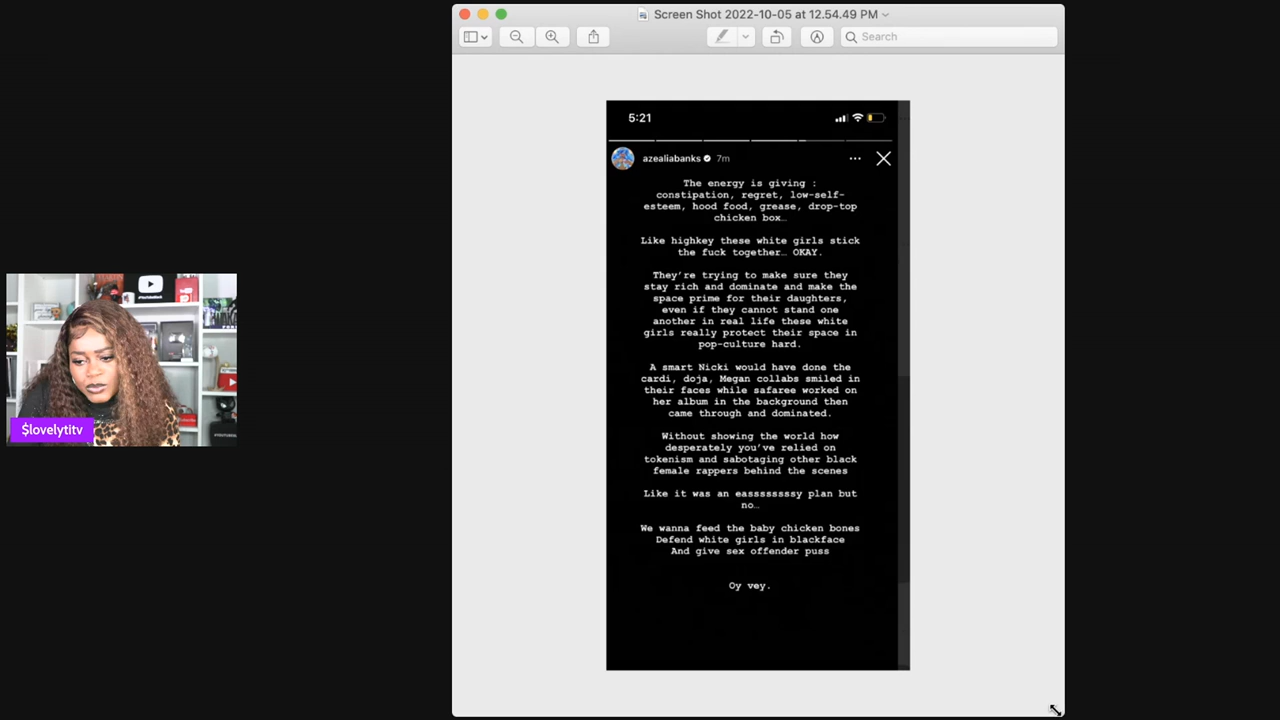 Screen Shot 2022-10-05 at 12.54.49 PM
Search
5:21
azealiabanks 7m
The energy is giving :
constipation, regret, low-self-
esteem, hood food, grease, drop-top
chicken box…
Like highkey these white girls stick
the fuck together… OKAY.
They're trying to make sure they
stay rich and dominate and make the
space prime for their daughters,
even if they cannot stand one
another in real life these white
girls really protect their space in
pop-culture hard.
A smart Nicki would have done the
cardi, doja, Megan collabs smiled in
their faces while safaree worked on
her album in the background then
came through and dominated.
Without showing the world how
desperately you've relied on
tokenism and sabotaging other black
female rappers behind the scenes
Like it was an easssssssy plan but
no…
We wanna feed the baby chicken bones
Defend white girls in blackface
And give sex offender puss
Oy vey.
$lovelytitv